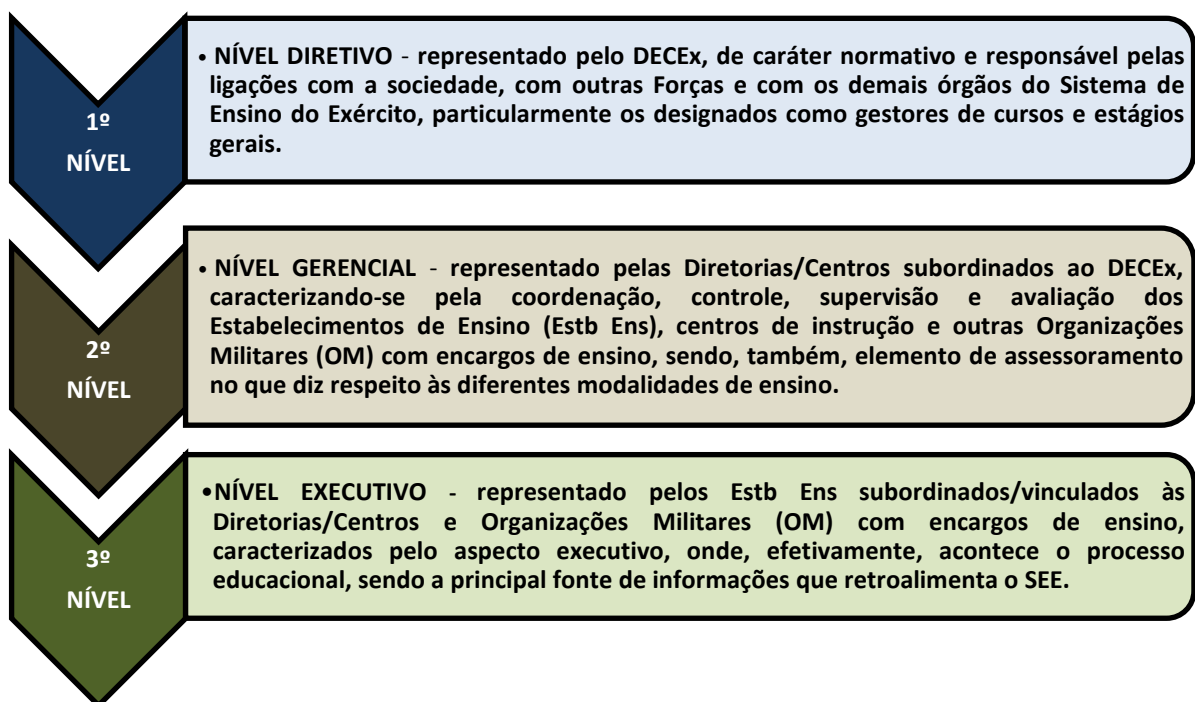 1º
NÍVEL
• NÍVEL DIRETIVO - representado pelo DECEx, de caráter normativo e responsável pelas
ligações com a sociedade, com outras Forças e com os demais órgãos do Sistema de
Ensino do Exército, particularmente os designados como gestores de cursos e estágios
gerais.
2º
NÍVEL
• NÍVEL GERENCIAL - representado pelas Diretorias/Centros subordinados ao DECEx,
caracterizando-se pela coordenação, controle, supervisão e avaliação dos
Estabelecimentos de Ensino (Estb Ens), centros de instrução e outras Organizações
Militares (OM) com encargos de ensino, sendo, também, elemento de assessoramento
no que diz respeito às diferentes modalidades de ensino.
3º
NÍVEL
•NÍVEL EXECUTIVO - representado pelos Estb Ens subordinados/vinculados às
Diretorias/Centros e Organizações Militares (OM) com encargos de ensino,
caracterizados pelo aspecto executivo, onde, efetivamente, acontece o processo
educacional, sendo a principal fonte de informações que retroalimenta o SEE.